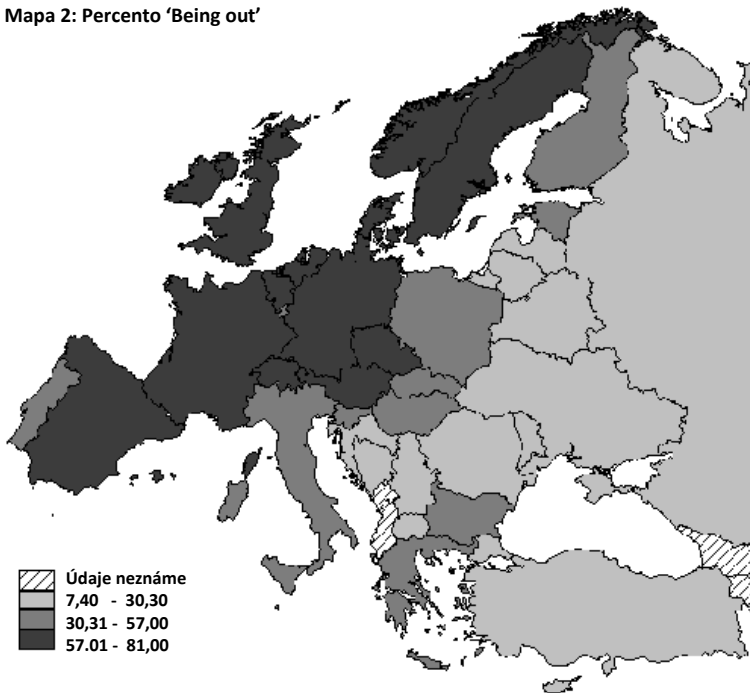 Mapa 2: Percento ‘Being out’
Údaje neznáme
7,40 - 30,30
30,31 - 57,00
57.01 - 81,00